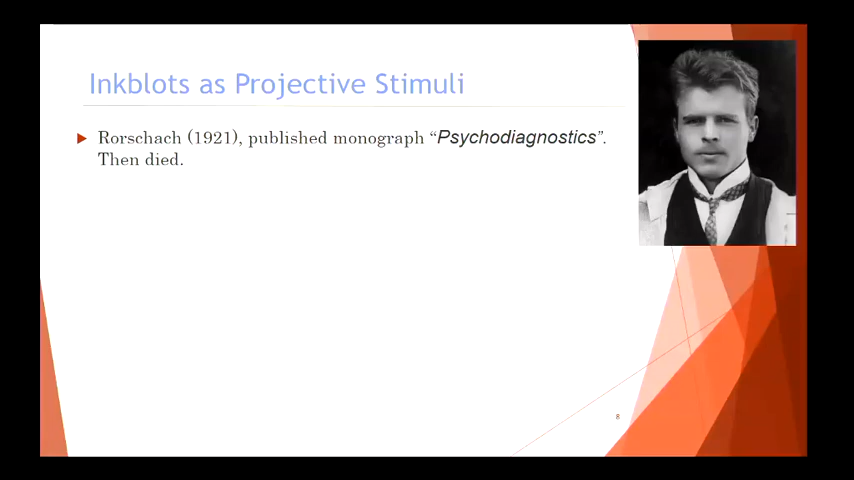 Inkblots as Projective Stimuli
Rorschach (1921), published monograph “Psychodiagnostics”.
Then died.
8